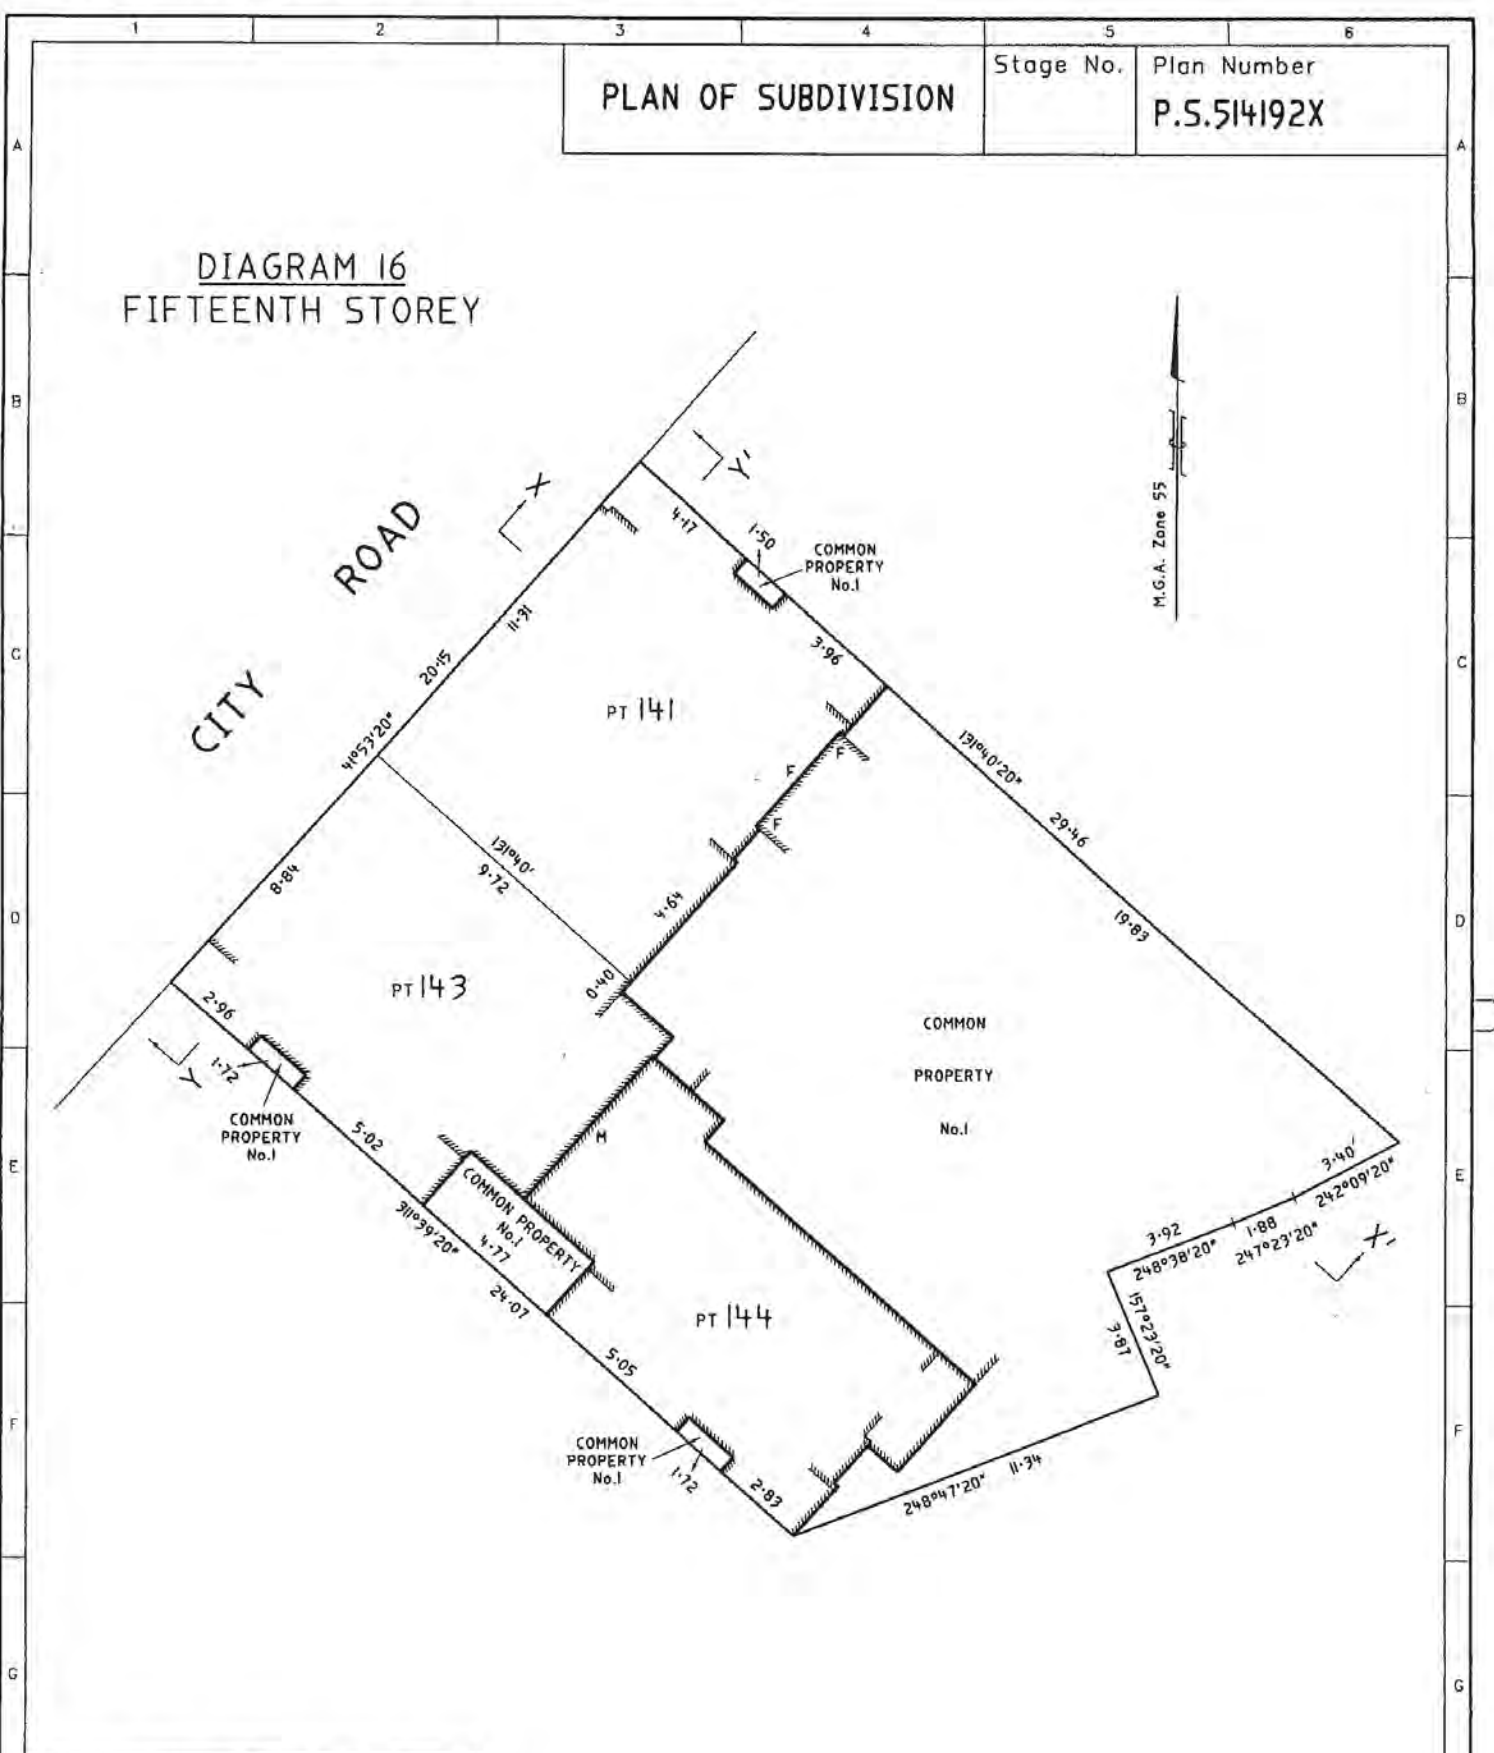 1 2 3 4 5 6
PLAN OF SUBDIVISION
Stage No.
Plan Number
P.S.514192X
A A
DIAGRAM 16
FIFTEENTH STOREY
B B
M.G.A. Zone 55
CITY ROAD
X
Y'
4·17
1·50
COMMON
PROPERTY
No.1
C C
11·31
20·15
41°53'20"
3·96
PT 141
F
F
F
131°40'20"
29·46
19·83
131°40'
9·72
8·84
4·64
0·40
D D
PT 143
2·96
Y
1·72
COMMON
PROPERTY
No.1
COMMON
PROPERTY
No.1
5·02
M
E E
COMMON PROPERTY
No.1
4·77
311°39'20"
24·07
3·40
242°09'20"
1·88
247°23'20"
3·92
248°38'20"
X'
157°23'20"
3·87
PT 144
5·05
F F
COMMON
PROPERTY
No.1
1·72
2·83
248°47'20" 11·34
G G